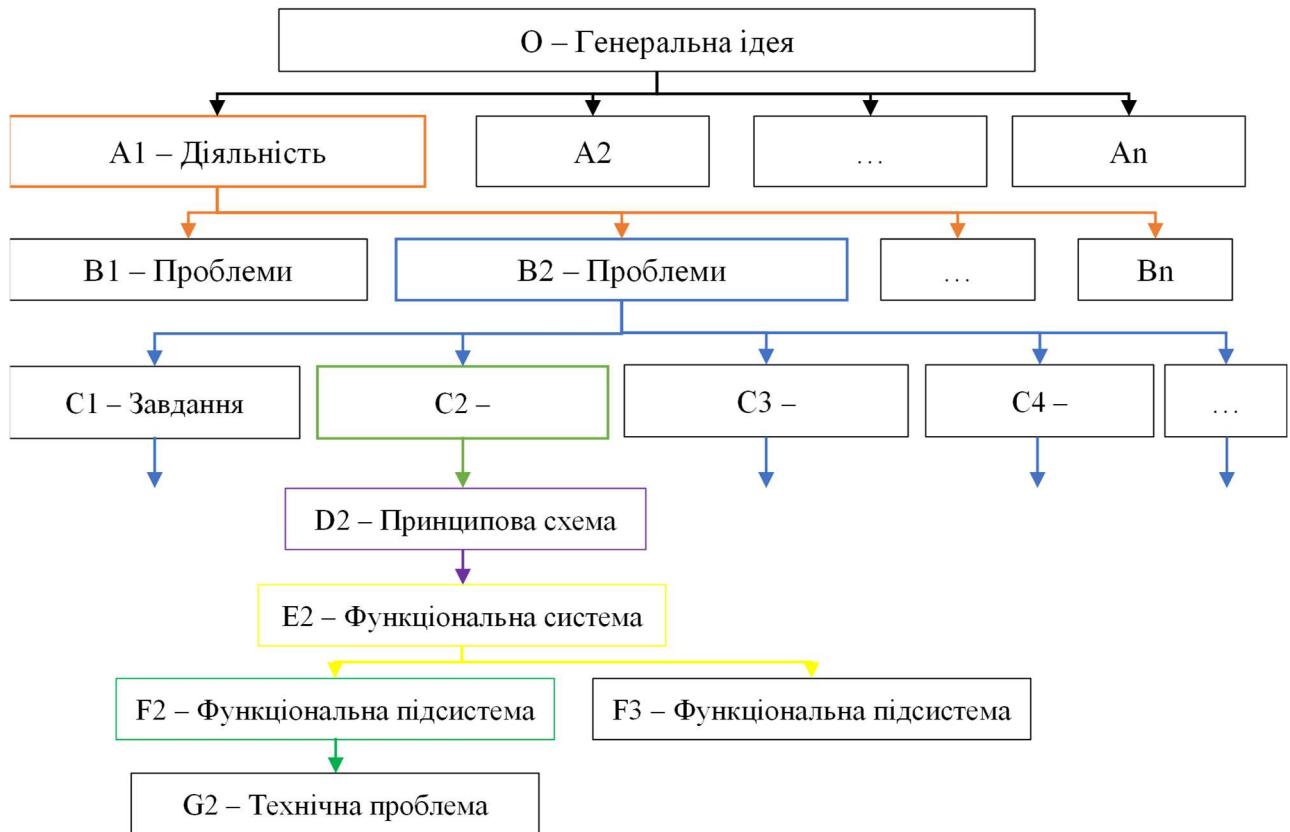 O – Генеральна ідея
A1 – Діяльність
A2
…
An
B1 – Проблеми
B2 – Проблеми
…
Bn
C1 – Завдання
C2 –
C3 –
C4 –
…
D2 – Принципова схема
E2 – Функціональна система
F2 – Функціональна підсистема
F3 – Функціональна підсистема
G2 – Технічна проблема